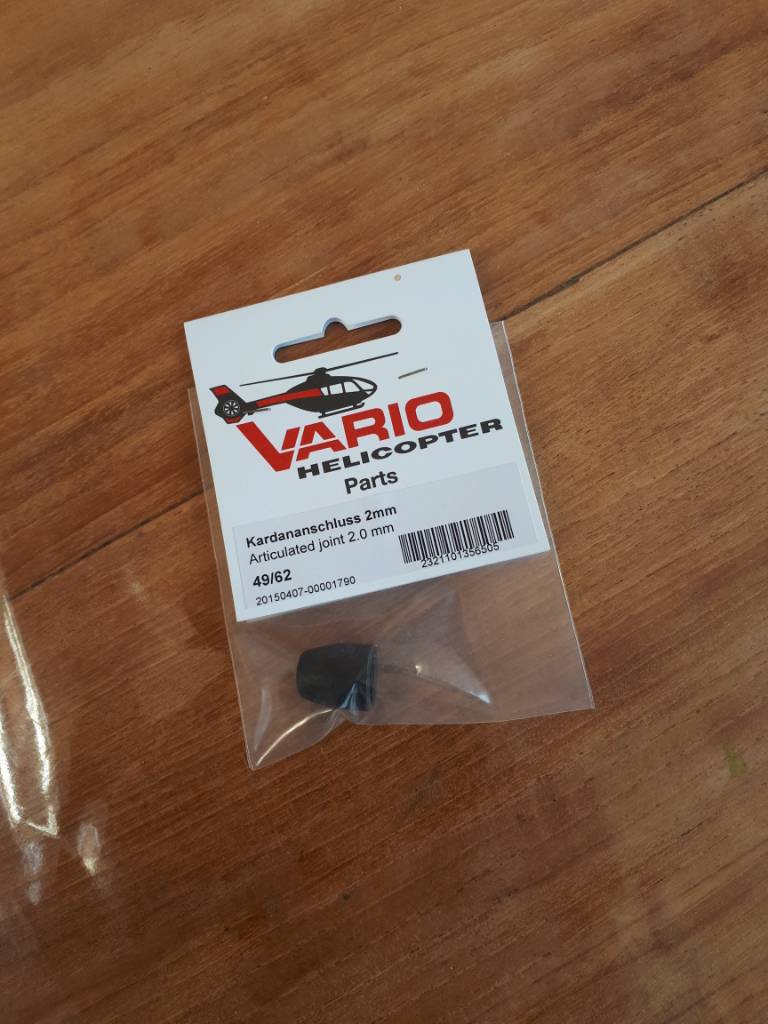 VARIO
HELICOPTER
Parts
Kardananschluss 2mm
Articulated joint 2.0 mm
49/62
20150407-00001790
2321101356505